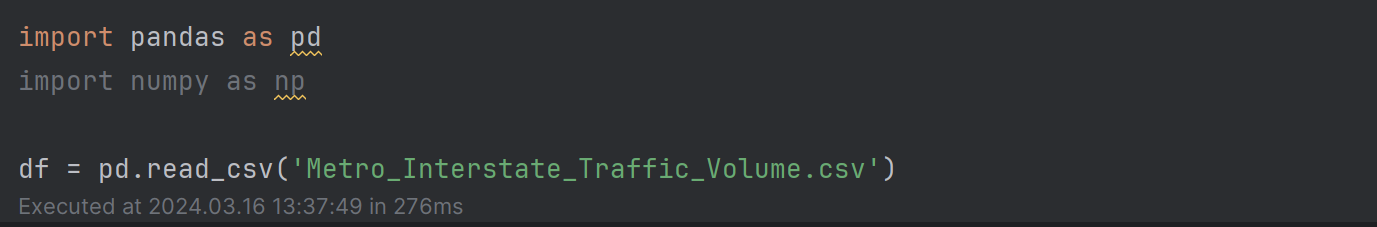 import pandas as pd
import numpy as np
df = pd.read_csv('Metro_Interstate_Traffic_Volume.csv')
Executed at 2024.03.16 13:37:49 in 276ms